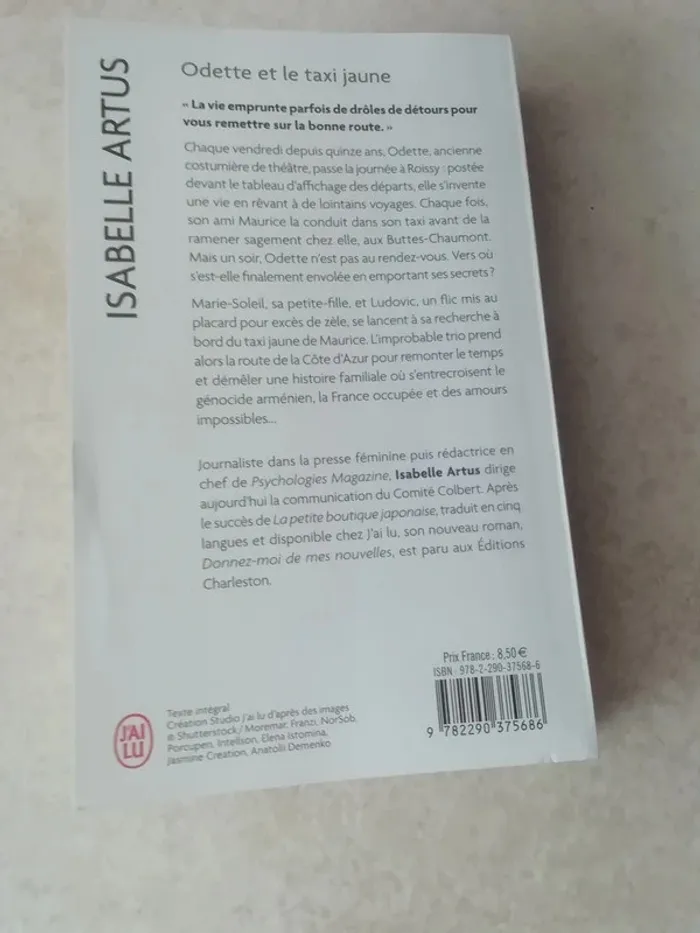 ISABELLE ARTUS
Odette et le taxi jaune
« La vie emprunte parfois de drôles de détours pour
vous remettre sur la bonne route. »
Chaque vendredi depuis quinze ans, Odette, ancienne
costumière de théâtre, passe la journée à Roissy : postée
devant le tableau d'affichage des départs, elle s'invente
une vie en rêvant à de lointains voyages. Chaque fois,
son ami Maurice la conduit dans son taxi avant de la
ramener sagement chez elle, aux Buttes-Chaumont.
Mais un soir, Odette n'est pas au rendez-vous. Vers où
s'est-elle finalement envolée en emportant ses secrets ?
Marie-Soleil, sa petite-fille, et Ludovic, un flic mis au
placard pour excès de zèle, se lancent à sa recherche à
bord du taxi jaune de Maurice. L'improbable trio prend
alors la route de la Côte d'Azur pour remonter le temps
et démêler une histoire familiale où s'entrecroisent le
génocide arménien, la France occupée et des amours
impossibles...
Journaliste dans la presse féminine puis rédactrice en
chef de Psychologies Magazine, Isabelle Artus dirige
aujourd'hui la communication du Comité Colbert. Après
le succès de La petite boutique japonaise, traduit en cinq
langues et disponible chez J'ai lu, son nouveau roman,
Donnez-moi de mes nouvelles, est paru aux Éditions
Charleston.
Prix France : 8,50 €
ISBN : 978-2-290-37568-6
9 782290 375686
J'AI
LU
Texte intégral
Création Studio J'ai lu d'après des images
© Shutterstock / Moremar, Franzi, NorSob,
Porcupen, Intellson, Elena Istomina,
Jasmine Creation, Anatolii Demenko